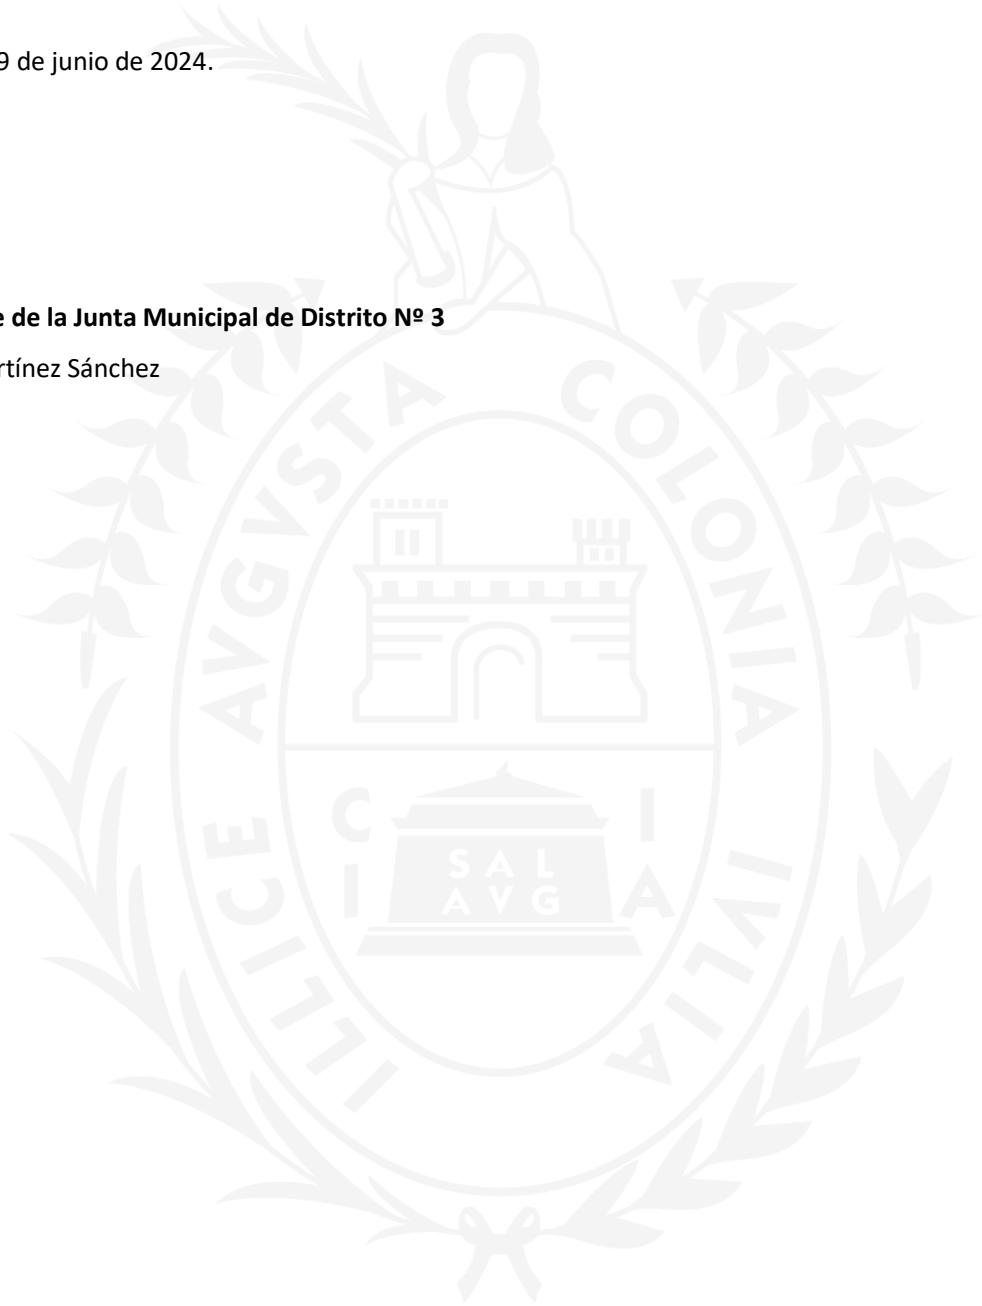 9 de junio de 2024.
e de la Junta Municipal de Distrito Nº 3
rtínez Sánchez
COLONIA IVLIA ILLICE AVGVSTA
C I
I A
SAL
AVG